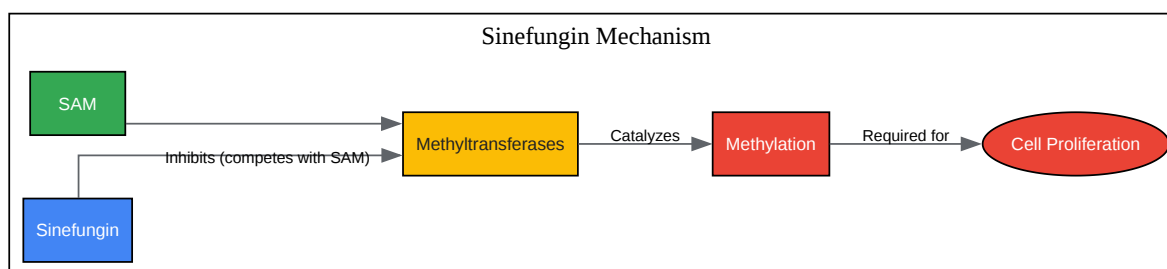 Sinefungin Mechanism
SAM
Inhibits (competes with SAM)
Sinefungin
Methyltransferases
Catalyzes
Methylation
Required for
Cell Proliferation